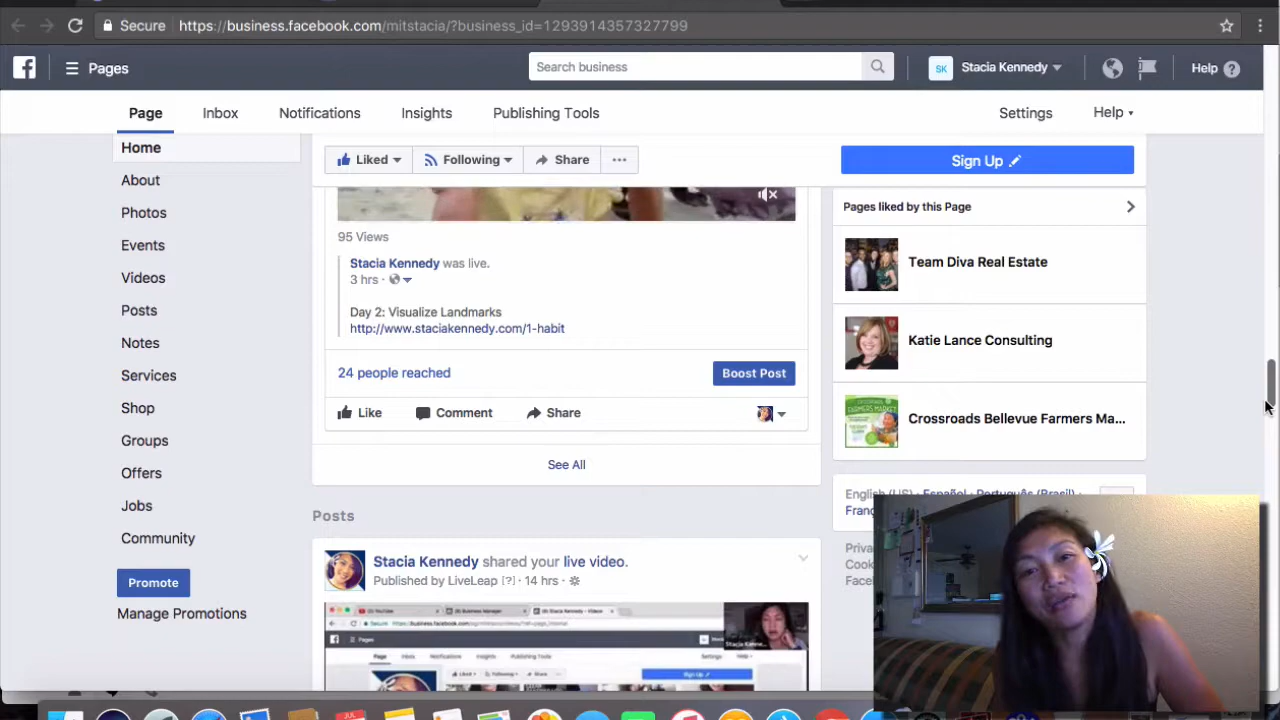 Secure https://business.facebook.com/mitstacia/?business_id=1293914357327799
Pages
Search business
SK Stacia Kennedy
Help
Page Inbox Notifications Insights Publishing Tools Settings Help
Home
About
Photos
Events
Videos
Posts
Notes
Services
Shop
Groups
Offers
Jobs
Community
Promote
Manage Promotions
Liked Following Share ...
Sign Up
95 Views
Stacia Kennedy was live.
3 hrs
Day 2: Visualize Landmarks
http://www.staciakennedy.com/1-habit
24 people reached
Boost Post
Like Comment Share
See All
Posts
Stacia Kennedy shared your live video.
Published by LiveLeap [?] · 14 hrs
Pages liked by this Page
Team Diva Real Estate
Katie Lance Consulting
Crossroads Bellevue Farmers Ma...
English (US) · Español · Português (Brasil)